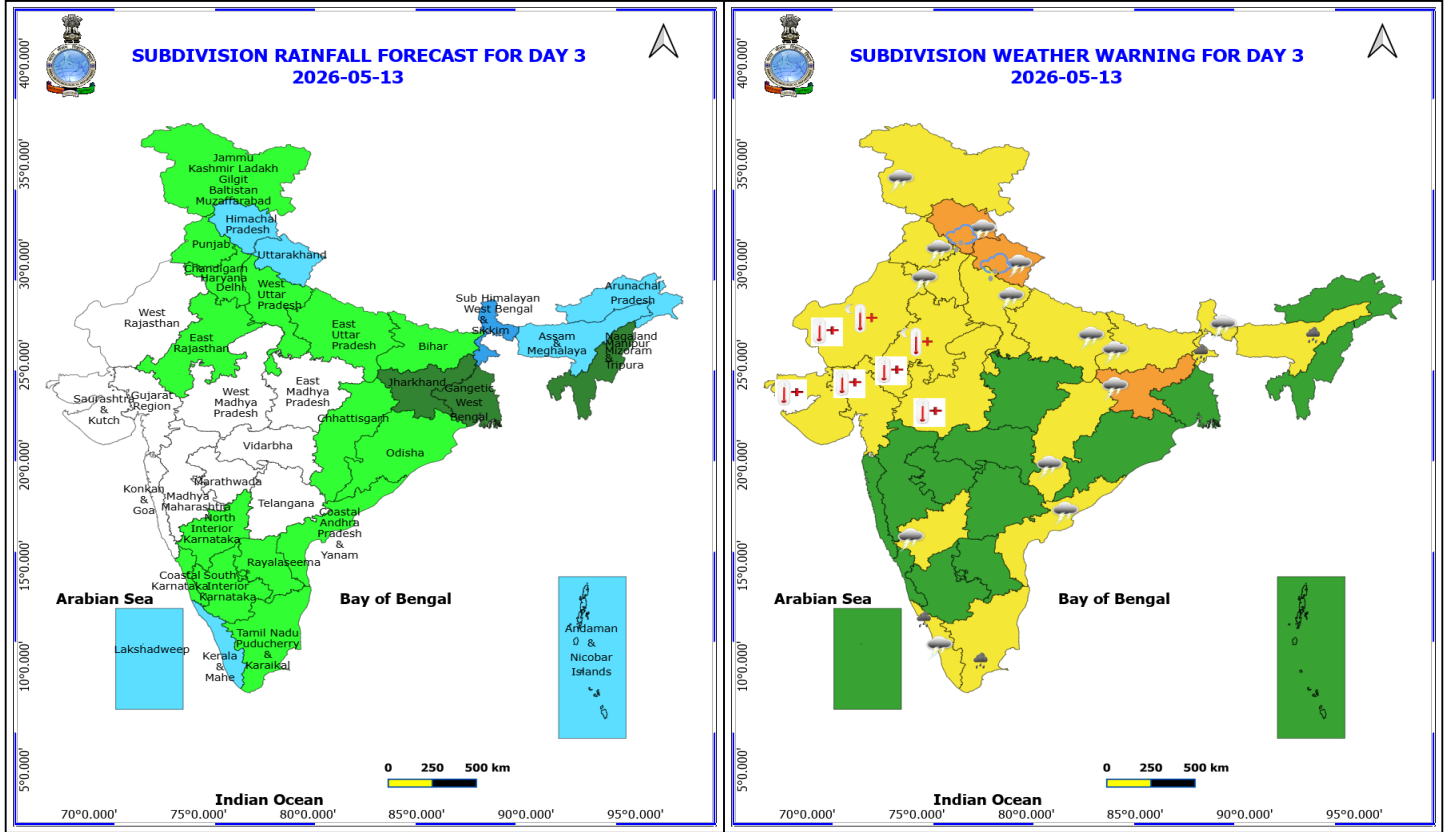 SUBDIVISION RAINFALL FORECAST FOR DAY 3
2026-05-13
40°0.000'
35°0.000'
30°0.000'
25°0.000'
20°0.000'
15°0.000'
10°0.000'
5°0.000'
Jammu
Kashmir Ladakh
Gilgit
Baltistan
Muzaffarabad
Himachal
Pradesh
Punjab
Uttarakhand
Chandigarh
Haryana
Delhi
West
Uttar
Pradesh
West
Rajasthan
East
Rajasthan
East
Uttar
Pradesh
Bihar
Sub Himalayan
West Bengal
&
Sikkim
Arunachal
Pradesh
Assam
&
Meghalaya
Nagaland
Manipur
Mizoram
&
Tripura
Saurashtra
&
Kutch
Gujarat
Region
West
Madhya
Pradesh
East
Madhya
Pradesh
Jharkhand
Gangetic
West
Bengal
Chhattisgarh
Odisha
Vidarbha
Konkan
&
Goa
Madhya
Maharashtra
Marathwada
Telangana
North
Interior
Karnataka
Coastal
Andhra
Pradesh
&
Yanam
Rayalaseema
Coastal
Karnataka
South
Interior
Karnataka
Tamil Nadu
Puducherry
&
Karaikal
Kerala
&
Mahe
Lakshadweep
Andaman
&
Nicobar
Islands
Arabian Sea
Bay of Bengal
Indian Ocean
0 250 500 km
70°0.000' 75°0.000' 80°0.000' 85°0.000' 90°0.000' 95°0.000'
SUBDIVISION WEATHER WARNING FOR DAY 3
2026-05-13
40°0.000'
35°0.000'
30°0.000'
25°0.000'
20°0.000'
15°0.000'
10°0.000'
5°0.000'
Arabian Sea
Bay of Bengal
Indian Ocean
0 250 500 km
70°0.000' 75°0.000' 80°0.000' 85°0.000' 90°0.000' 95°0.000'